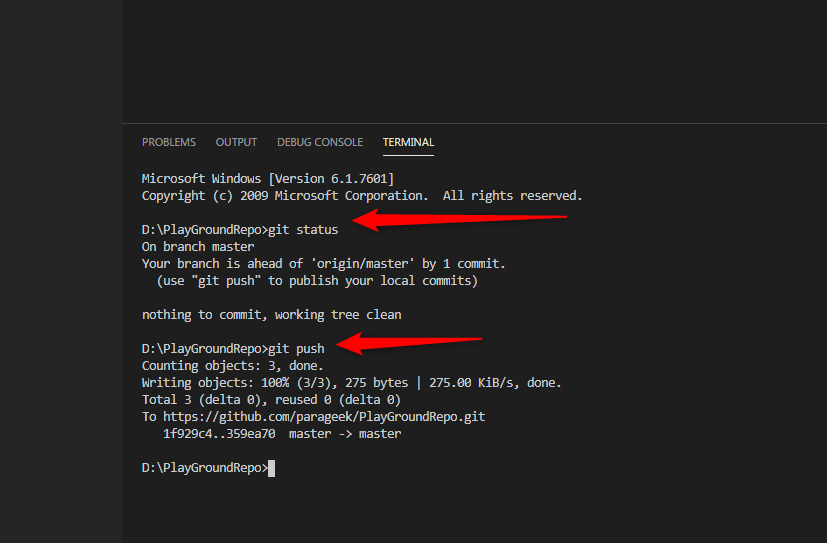 PROBLEMS OUTPUT DEBUG CONSOLE TERMINAL
Microsoft Windows [Version 6.1.7601]
Copyright (c) 2009 Microsoft Corporation.  All rights reserved.
D:\PlayGroundRepo>git status
On branch master
Your branch is ahead of 'origin/master' by 1 commit.
  (use "git push" to publish your local commits)
nothing to commit, working tree clean
D:\PlayGroundRepo>git push
Counting objects: 3, done.
Writing objects: 100% (3/3), 275 bytes | 275.00 KiB/s, done.
Total 3 (delta 0), reused 0 (delta 0)
To https://github.com/parageek/PlayGroundRepo.git
   1f929c4..359ea70  master -> master
D:\PlayGroundRepo>